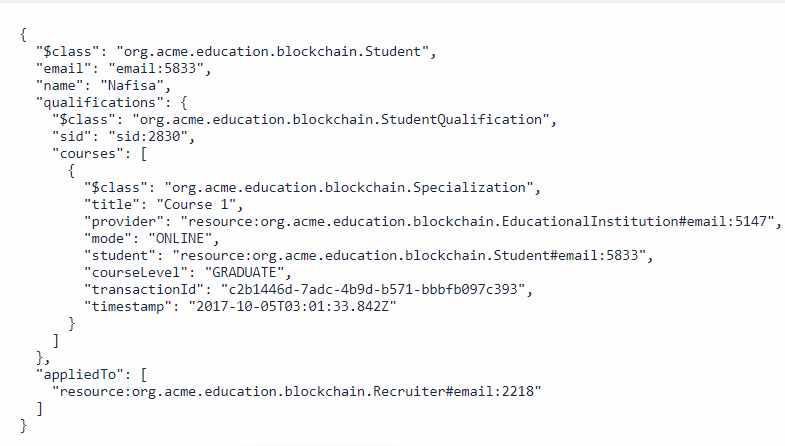 {
  "$class": "org.acme.education.blockchain.Student",
  "email": "email:5833",
  "name": "Nafisa",
  "qualifications": {
    "$class": "org.acme.education.blockchain.StudentQualification",
    "sid": "sid:2830",
    "courses": [
      {
        "$class": "org.acme.education.blockchain.Specialization",
        "title": "Course 1",
        "provider": "resource:org.acme.education.blockchain.EducationalInstitution#email:5147",
        "mode": "ONLINE",
        "student": "resource:org.acme.education.blockchain.Student#email:5833",
        "courseLevel": "GRADUATE",
        "transactionId": "c2b1446d-7adc-4b9d-b571-bbbfb097c393",
        "timestamp": "2017-10-05T03:01:33.842Z"
      }
    ]
  },
  "appliedTo": [
    "resource:org.acme.education.blockchain.Recruiter#email:2218"
  ]
}